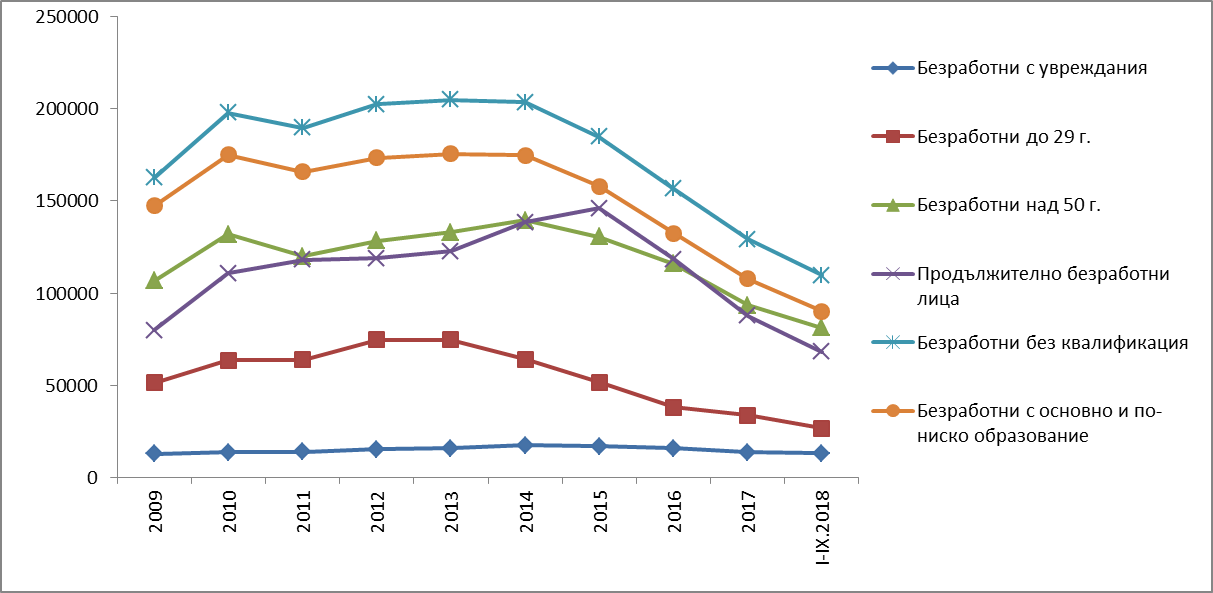 250000
200000
150000
100000
50000
0
2009
2010
2011
2012
2013
2014
2015
2016
2017
I-IX.2018
Безработни с увреждания
Безработни до 29 г.
Безработни над 50 г.
Продължително безработни
лица
Безработни без квалификация
Безработни с основно и по-
ниско образование